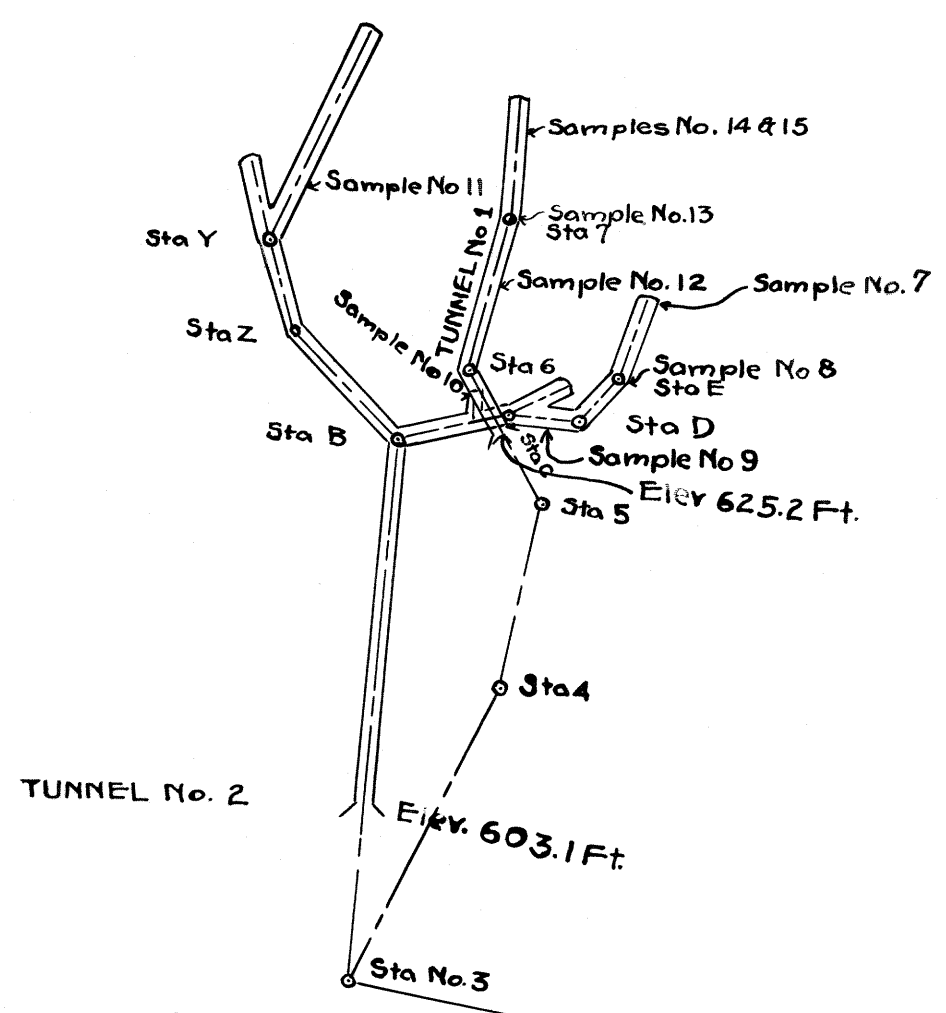 Samples No. 14 & 15
Sample No 11
Sample No. 13
Sta 7
Sta Y
TUNNEL No 1
Sample No. 12
Sample No. 7
Sta Z
Sample No 10
Sta 6
Sample No 8
Sta E
Sta B
Sta D
Sta C
Sample No 9
Elev 625.2 Ft.
Sta 5
Sta 4
TUNNEL No. 2
Elev. 603.1 Ft.
Sta No. 3